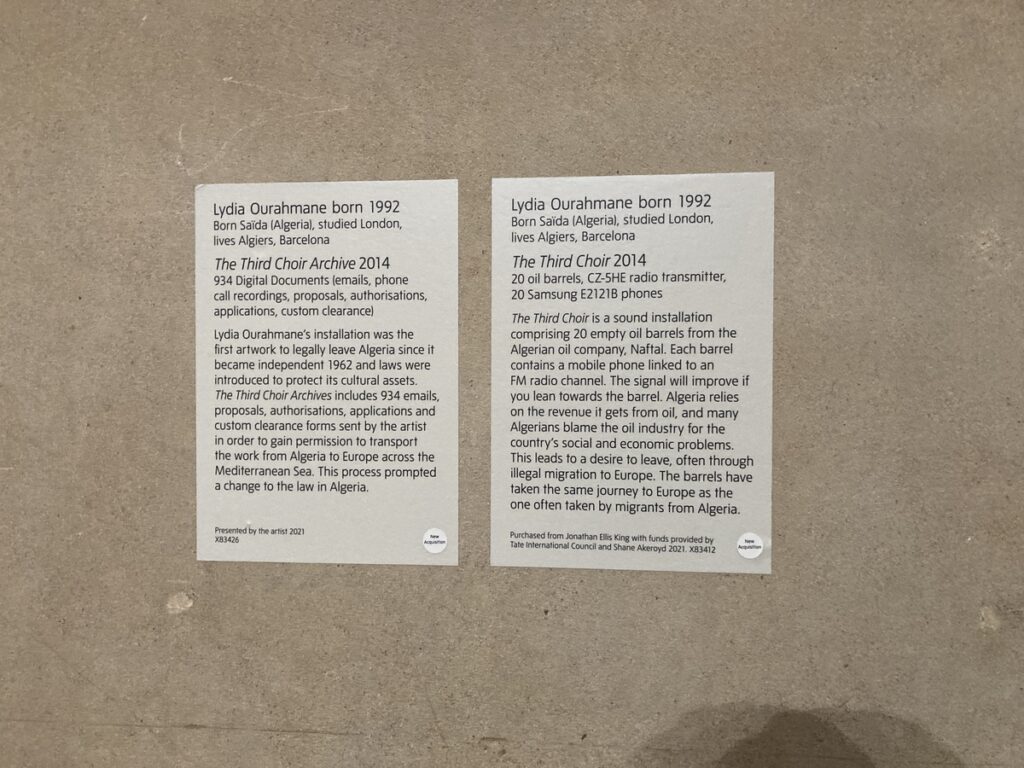 Lydia Ourahmane born 1992
Born Saïda (Algeria), studied London,
lives Algiers, Barcelona
The Third Choir Archive 2014
934 Digital Documents (emails, phone
call recordings, proposals, authorisations,
applications, custom clearance)
Lydia Ourahmane's installation was the
first artwork to legally leave Algeria since it
became independent 1962 and laws were
introduced to protect its cultural assets.
The Third Choir Archives includes 934 emails,
proposals, authorisations, applications and
custom clearance forms sent by the artist
in order to gain permission to transport
the work from Algeria to Europe across the
Mediterranean Sea. This process prompted
a change to the law in Algeria.
Presented by the artist 2021
XB3426
New
Acquisition
Lydia Ourahmane born 1992
Born Saïda (Algeria), studied London,
lives Algiers, Barcelona
The Third Choir 2014
20 oil barrels, CZ-5HE radio transmitter,
20 Samsung E2121B phones
The Third Choir is a sound installation
comprising 20 empty oil barrels from the
Algerian oil company, Naftal. Each barrel
contains a mobile phone linked to an
FM radio channel. The signal will improve if
you lean towards the barrel. Algeria relies
on the revenue it gets from oil, and many
Algerians blame the oil industry for the
country's social and economic problems.
This leads to a desire to leave, often through
illegal migration to Europe. The barrels have
taken the same journey to Europe as the
one often taken by migrants from Algeria.
Purchased from Jonathan Ellis King with funds provided by
Tate International Council and Shane Akeroyd 2021. XB3412
New
Acquisition